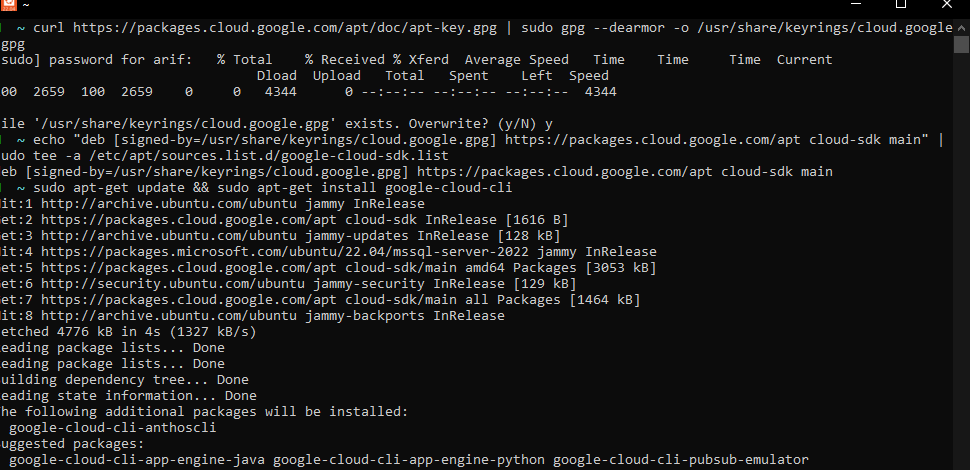 ~
~ curl https://packages.cloud.google.com/apt/doc/apt-key.gpg | sudo gpg --dearmor -o /usr/share/keyrings/cloud.google
gpg
sudo] password for arif:   % Total    % Received % Xferd  Average Speed   Time    Time     Time  Current
                                 Dload  Upload   Total   Spent    Left  Speed
00  2659  100  2659    0     0   4344      0 --:--:-- --:--:-- --:--:--  4344
ile '/usr/share/keyrings/cloud.google.gpg' exists. Overwrite? (y/N) y
~ echo "deb [signed-by=/usr/share/keyrings/cloud.google.gpg] https://packages.cloud.google.com/apt cloud-sdk main" |
udo tee -a /etc/apt/sources.list.d/google-cloud-sdk.list
eb [signed-by=/usr/share/keyrings/cloud.google.gpg] https://packages.cloud.google.com/apt cloud-sdk main
~ sudo apt-get update && sudo apt-get install google-cloud-cli
it:1 http://archive.ubuntu.com/ubuntu jammy InRelease
et:2 https://packages.cloud.google.com/apt cloud-sdk InRelease [1616 B]
et:3 http://archive.ubuntu.com/ubuntu jammy-updates InRelease [128 kB]
it:4 https://packages.microsoft.com/ubuntu/22.04/mssql-server-2022 jammy InRelease
et:5 https://packages.cloud.google.com/apt cloud-sdk/main amd64 Packages [3053 kB]
et:6 http://security.ubuntu.com/ubuntu jammy-security InRelease [129 kB]
et:7 https://packages.cloud.google.com/apt cloud-sdk/main all Packages [1464 kB]
it:8 http://archive.ubuntu.com/ubuntu jammy-backports InRelease
etched 4776 kB in 4s (1327 kB/s)
eading package lists... Done
eading package lists... Done
uilding dependency tree... Done
eading state information... Done
he following additional packages will be installed:
  google-cloud-cli-anthoscli
uggested packages:
  google-cloud-cli-app-engine-java google-cloud-cli-app-engine-python google-cloud-cli-pubsub-emulator